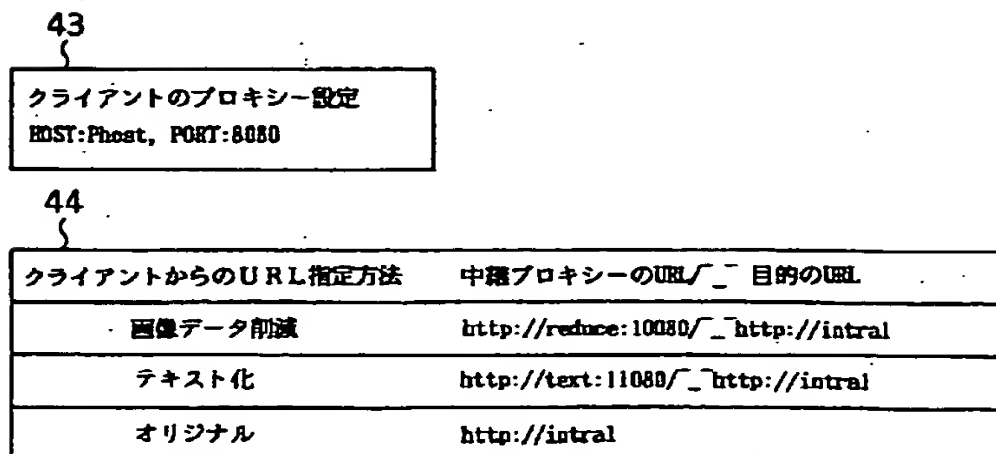 43
クライアントのプロキシー設定
HOST:Phost, PORT:8080
44
クライアントからのURL指定方法 中継プロキシーのURL/‾_‾目的のURL
画像データ削減 http://reduce:10080/‾_‾http://intra1
テキスト化 http://text:11080/‾_‾http://intra1
オリジナル http://intra1